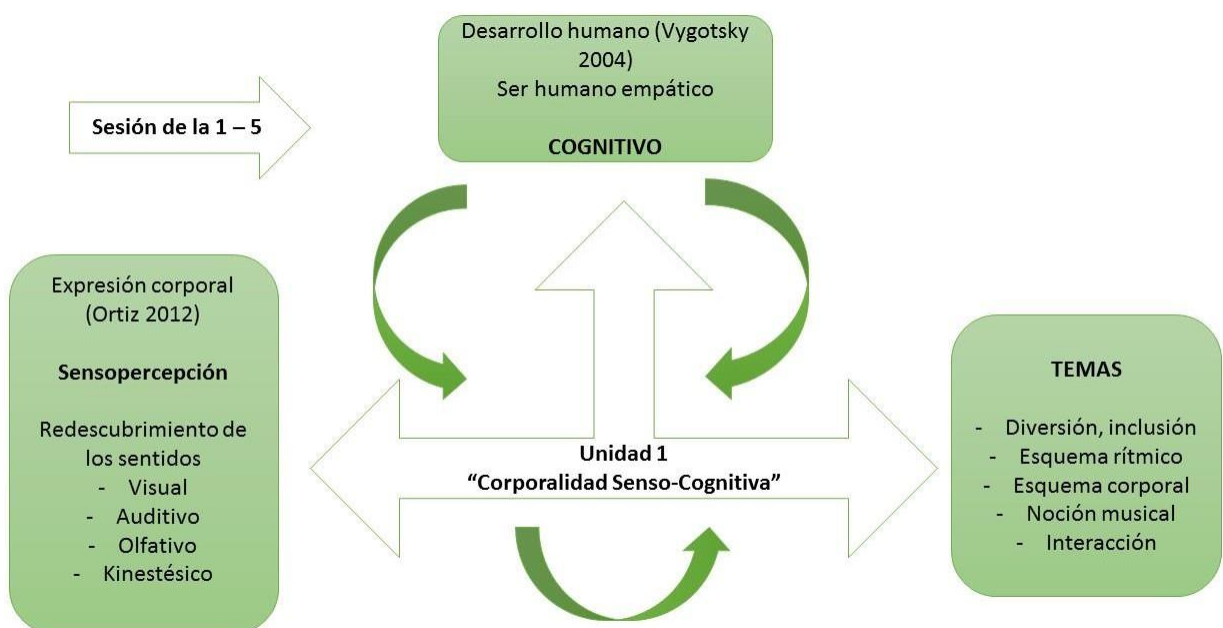 Desarrollo humano (Vygotsky
2004)
Ser humano empático
COGNITIVO
Sesión de la 1 – 5
Expresión corporal
(Ortiz 2012)
Sensopercepción
Redescubrimiento de
los sentidos
- Visual
- Auditivo
- Olfativo
- Kinestésico
Unidad 1
“Corporalidad Senso-Cognitiva”
TEMAS
- Diversión, inclusión
- Esquema rítmico
- Esquema corporal
- Noción musical
- Interacción